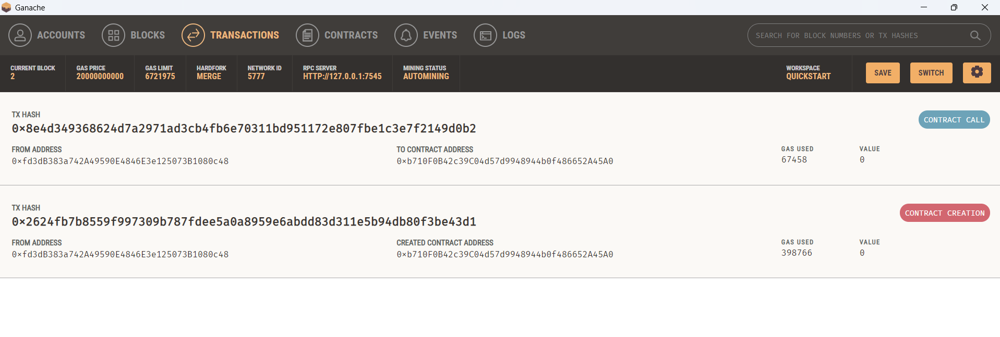 Ganache
ACCOUNTS BLOCKS TRANSACTIONS CONTRACTS EVENTS LOGS SEARCH FOR BLOCK NUMBERS OR TX HASHES
CURRENT BLOCK GAS PRICE GAS LIMIT HARDFORK NETWORK ID RPC SERVER MINING STATUS WORKSPACE
2 20000000000 6721975 MERGE 5777 HTTP://127.0.0.1:7545 AUTOMINING QUICKSTART SAVE SWITCH
TX HASH
0x8e4d349368624d7a2971ad3cb4fb6e70311bd951172e807fbe1c3e7f2149d0b2 CONTRACT CALL
FROM ADDRESS TO CONTRACT ADDRESS GAS USED VALUE
0xfd3dB383a742A49590E4846E3e125073B1080c48 0xb710F0B42c39C04d57d9948944b0f486652A45A0 67458 0
TX HASH
0x2624fb7b8559f997309b787fdee5a0a8959e6abdd83d311e5b94db80f3be43d1 CONTRACT CREATION
FROM ADDRESS CREATED CONTRACT ADDRESS GAS USED VALUE
0xfd3dB383a742A49590E4846E3e125073B1080c48 0xb710F0B42c39C04d57d9948944b0f486652A45A0 398766 0